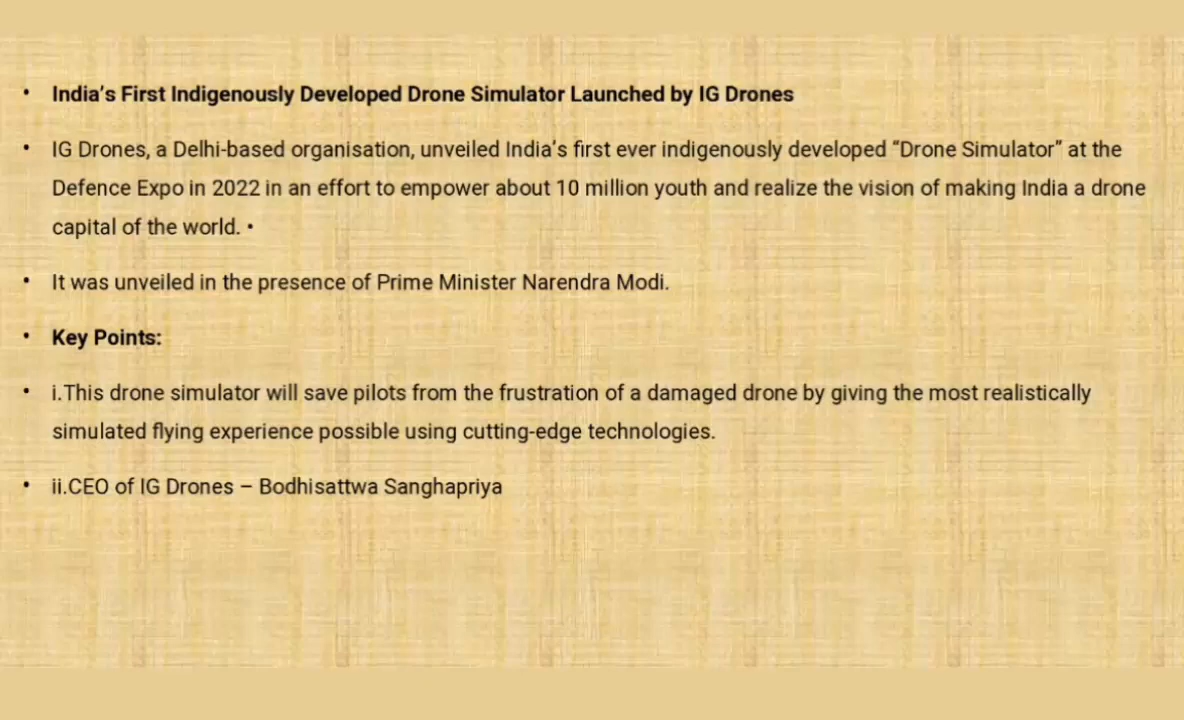 • India's First Indigenously Developed Drone Simulator Launched by IG Drones
• IG Drones, a Delhi-based organisation, unveiled India's first ever indigenously developed “Drone Simulator” at the
Defence Expo in 2022 in an effort to empower about 10 million youth and realize the vision of making India a drone
capital of the world. •
• It was unveiled in the presence of Prime Minister Narendra Modi.
• Key Points:
• i.This drone simulator will save pilots from the frustration of a damaged drone by giving the most realistically
simulated flying experience possible using cutting-edge technologies.
• ii.CEO of IG Drones – Bodhisattwa Sanghapriya